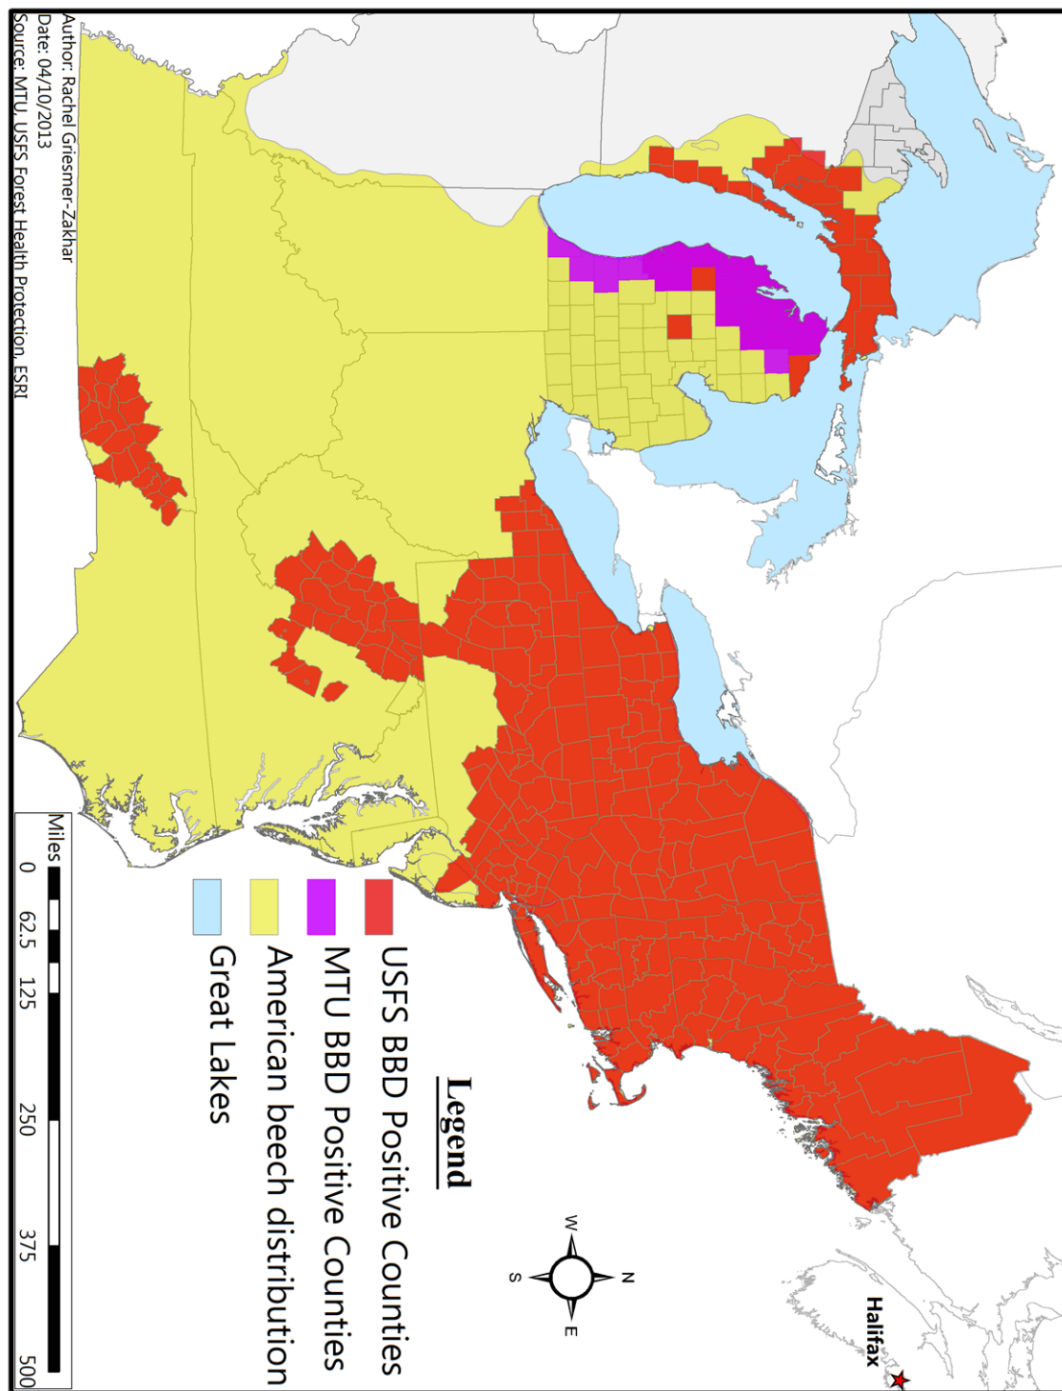 Halifax
N
W
E
S
Legend
USFS BBD Positive Counties
MTU BBD Positive Counties
American beech distribution
Great Lakes
Miles
0 62.5 125 250 375 500
Author: Rachel Griesmer-Zakhar
Date: 04/10/2013
Source: MTU, USFS Forest Health Protection, ESRI